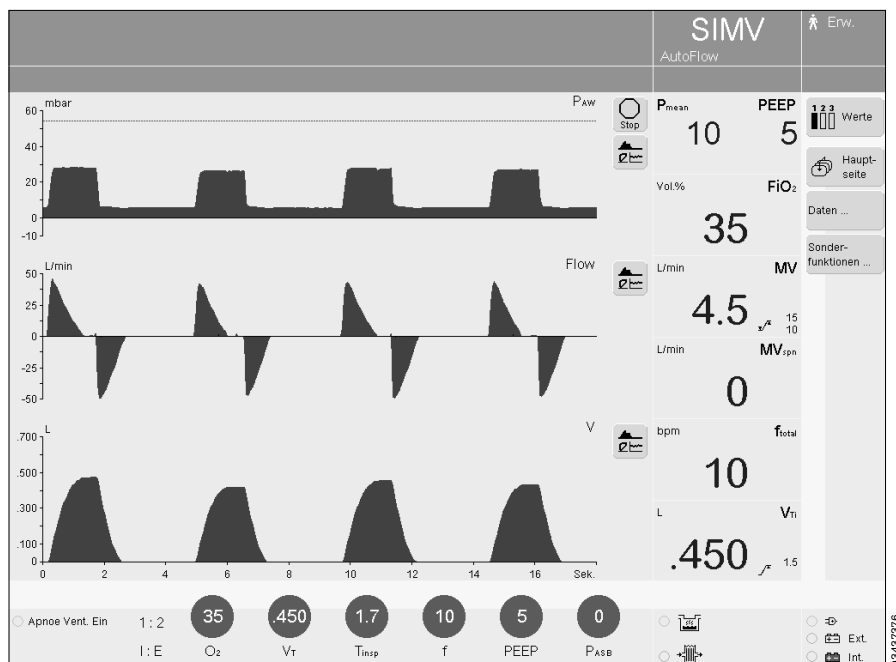 SIMV
AutoFlow
Erw.
mbar
PAW
60
40
20
0
-10
Stop
Pmean
PEEP
10
5
1 2 3
Werte
Haupt-
seite
Daten ...
Sonder-
funktionen ...
Vol.%
FiO2
35
L/min
Flow
50
25
0
-25
-50
L/min
MV
4.5
15
10
L/min
MVspn
0
L
V
.700
.500
.300
.100
0
0 2 4 6 8 10 12 14 16 Sek.
bpm
ftotal
10
L
VTi
.450
1.5
Apnoe Vent. Ein
1:2
35
.450
1.7
10
5
0
I:E
O2
VT
Tinsp
f
PEEP
PASB
Ext.
Int.